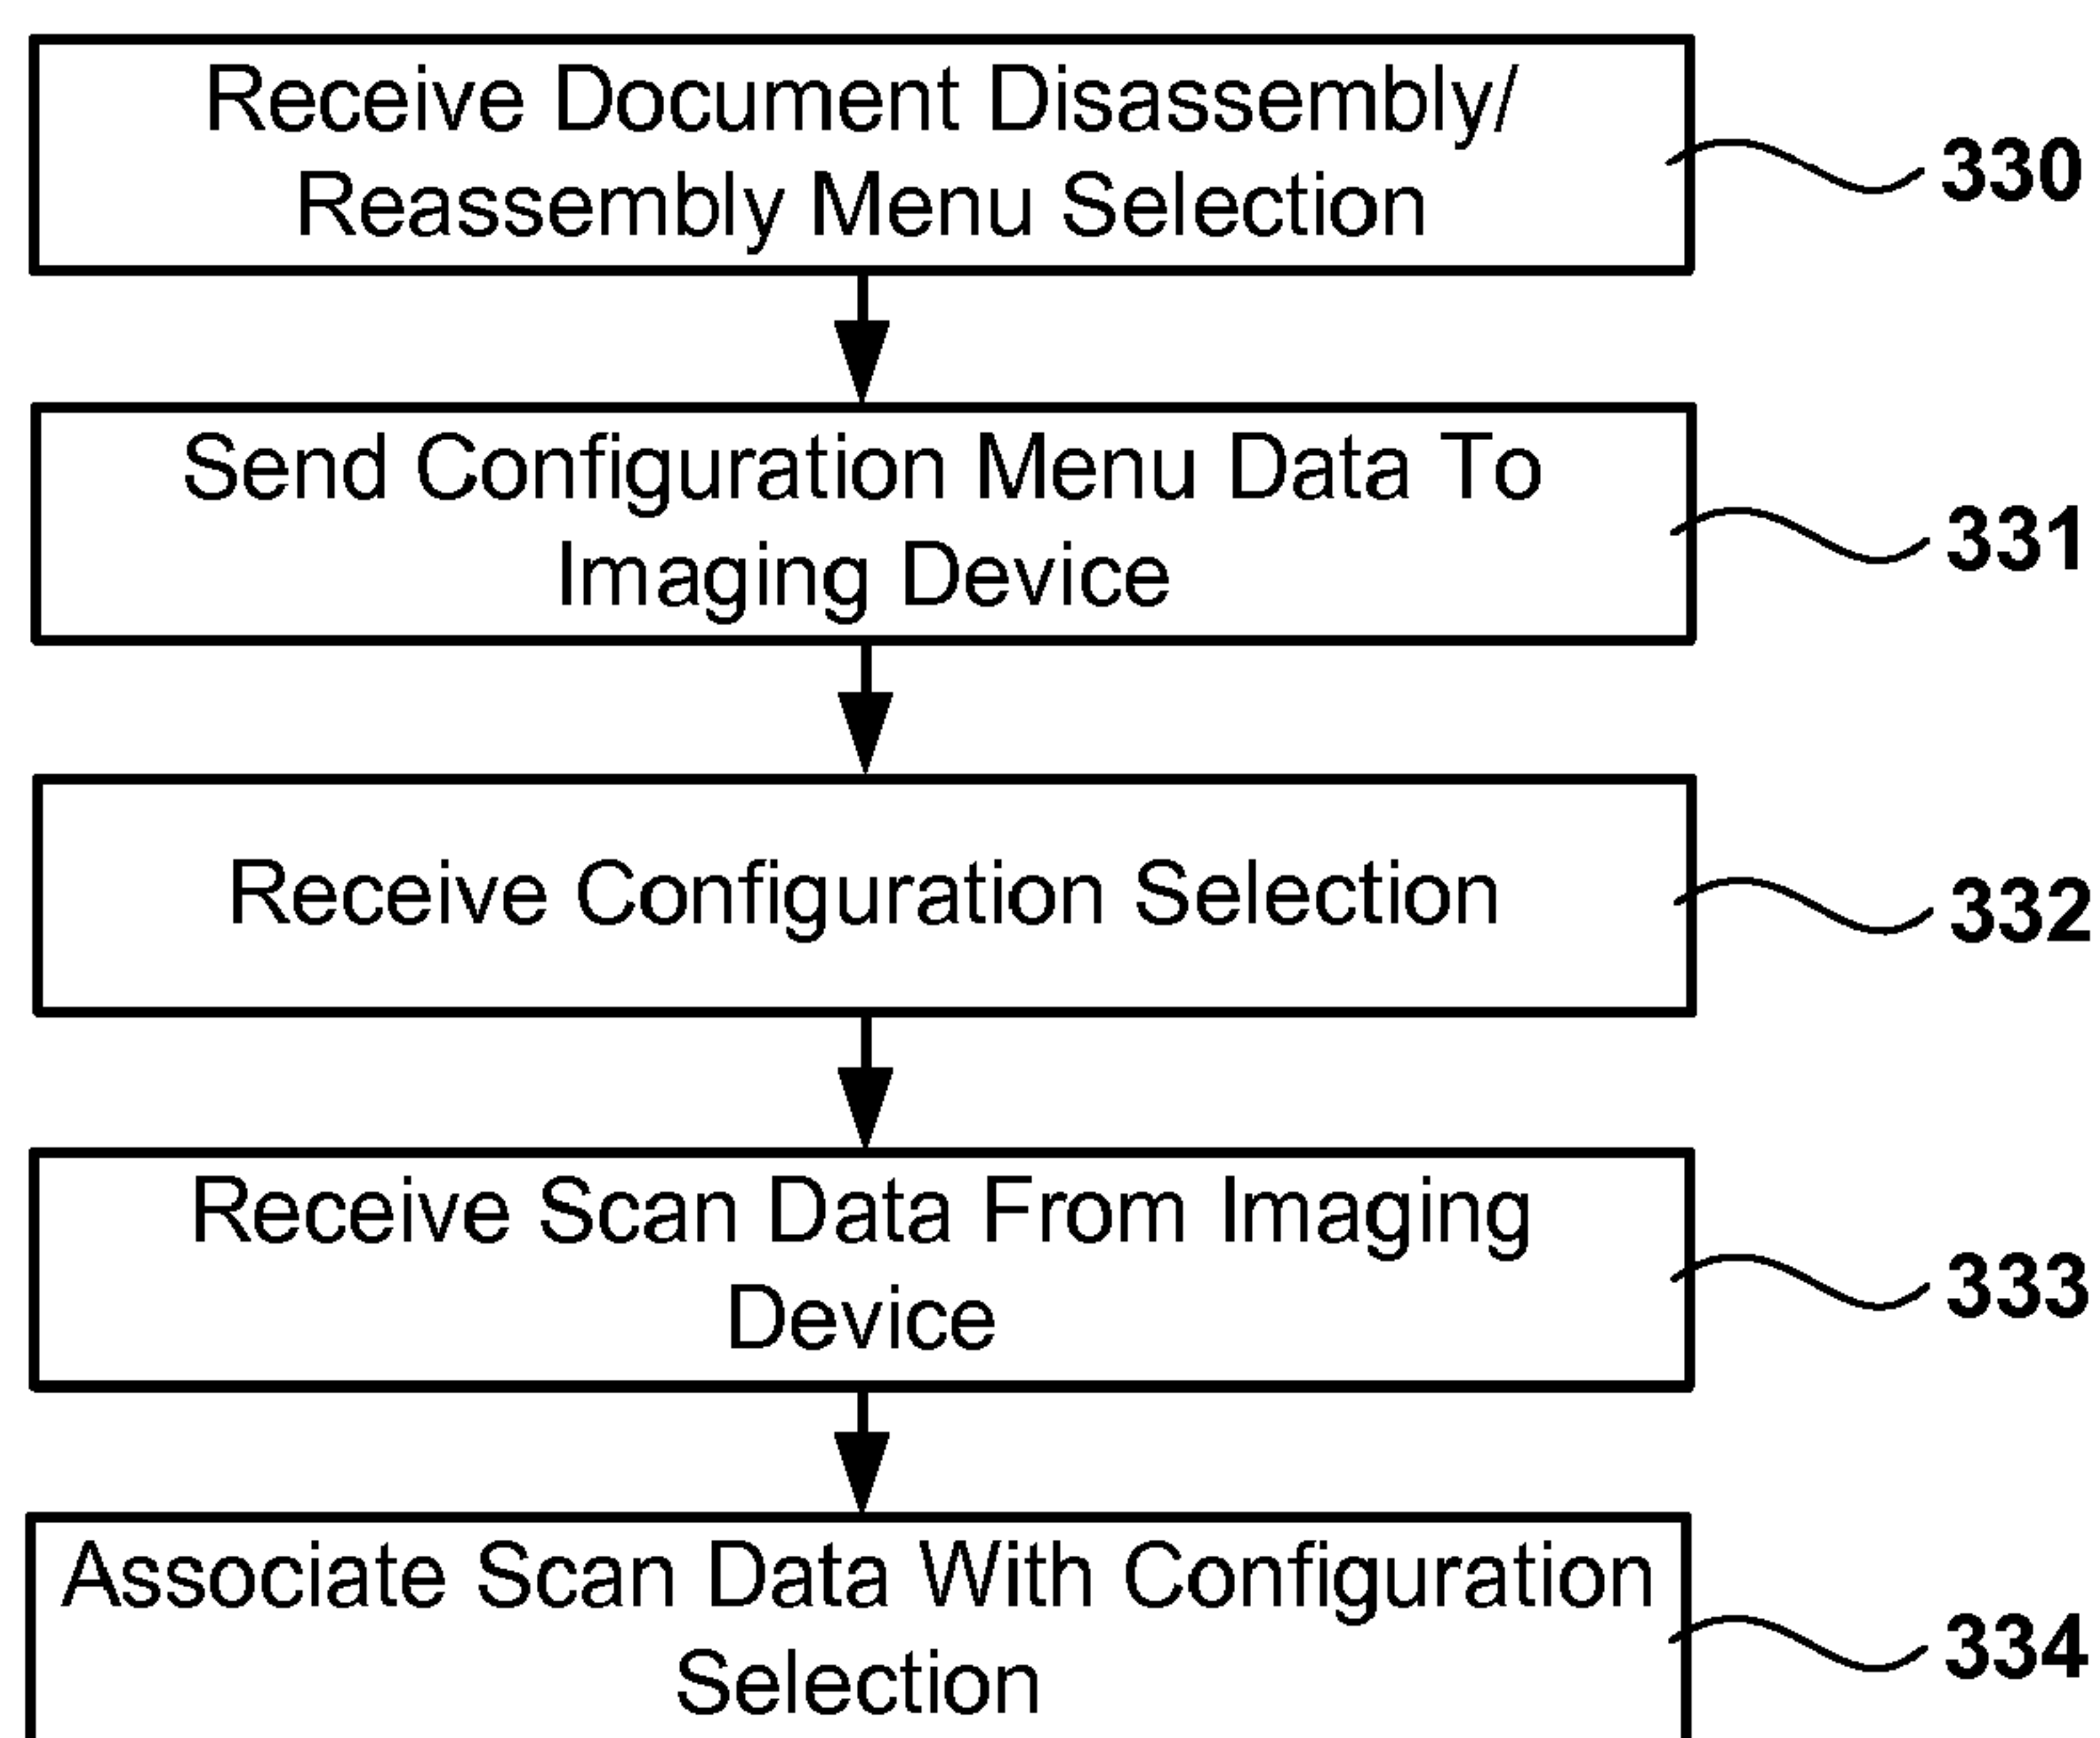 Receive Document Disassembly/
Reassembly Menu Selection
330
Send Configuration Menu Data To
Imaging Device
331
Receive Configuration Selection
332
Receive Scan Data From Imaging
Device
333
Associate Scan Data With Configuration
Selection
334